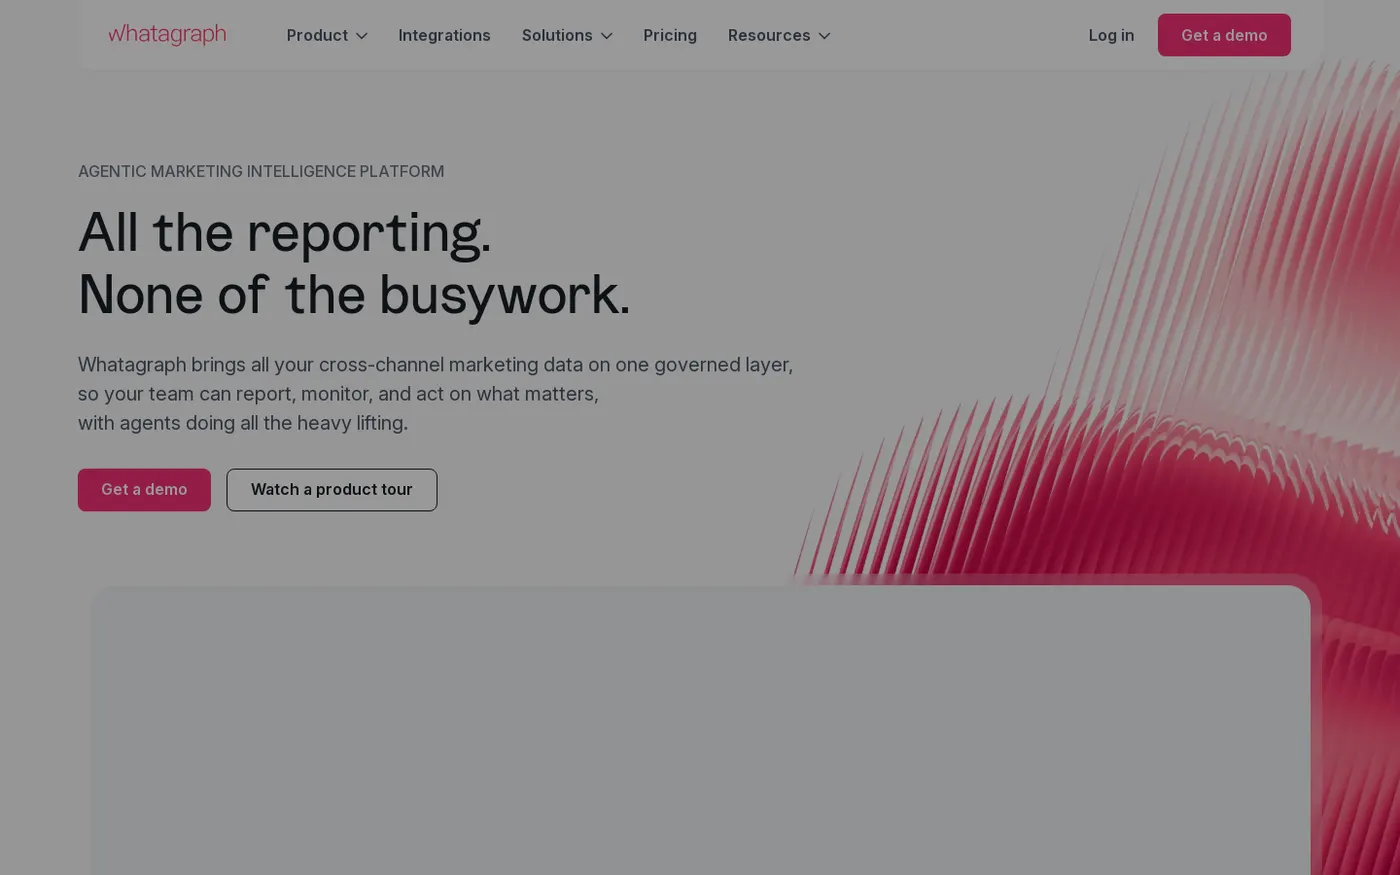 whatagraph
Product
Integrations
Solutions
Pricing
Resources
Log in
Get a demo
AGENTIC MARKETING INTELLIGENCE PLATFORM
All the reporting.
None of the busywork.
Whatagraph brings all your cross-channel marketing data on one governed layer,
so your team can report, monitor, and act on what matters,
with agents doing all the heavy lifting.
Get a demo
Watch a product tour